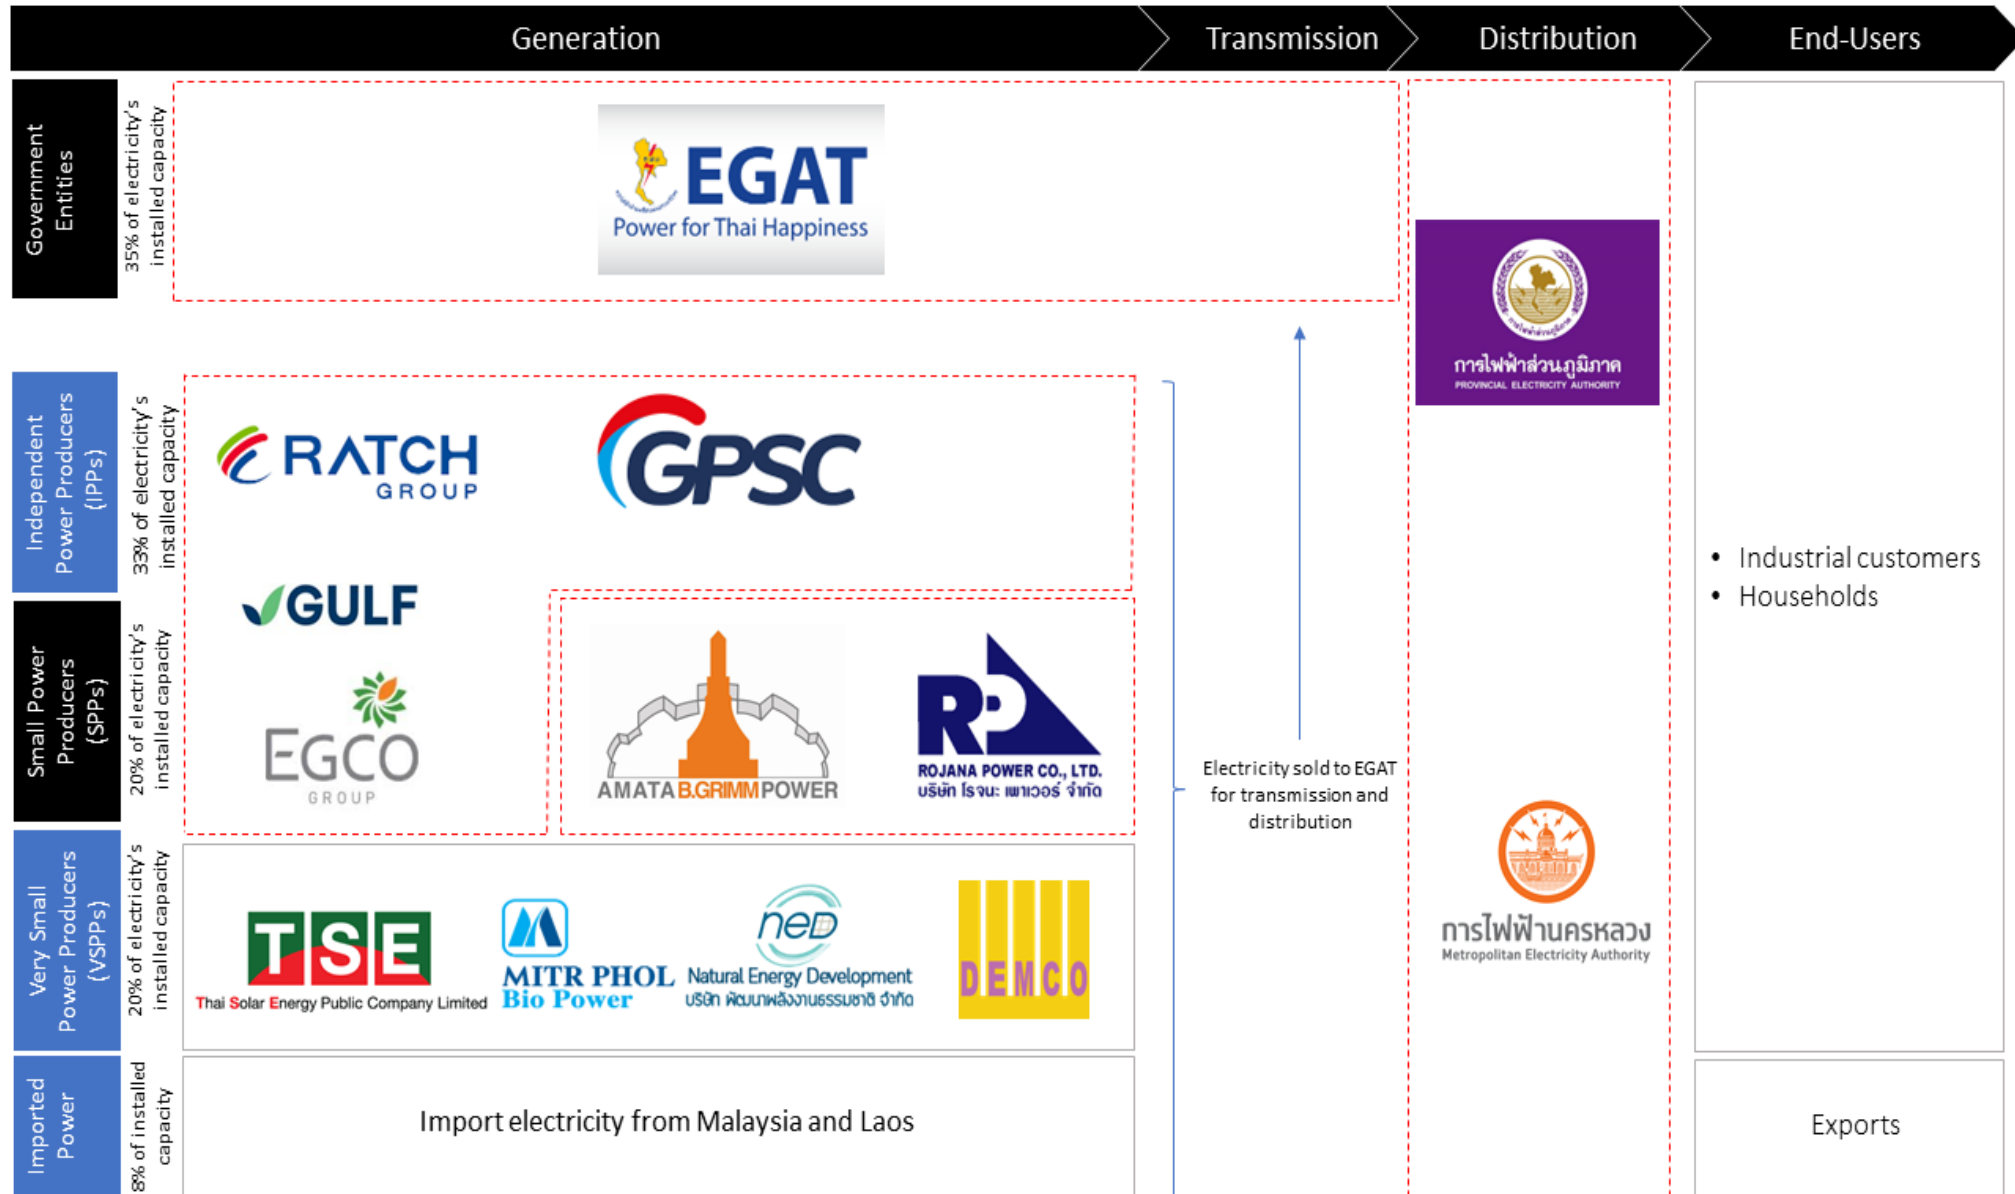 Generation
Transmission
Distribution
End-Users
Government
Entities
35% of electricity's
installed capacity
EGAT
Power for Thai Happiness
การไฟฟ้าส่วนภูมิภาค
PROVINCIAL ELECTRICITY AUTHORITY
Independent
Power Producers
(IPPs)
33% of electricity's
installed capacity
RATCH
GROUP
GPSC
GULF
EGCO
GROUP
Small Power
Producers
(SPPs)
20% of electricity's
installed capacity
AMATA B.GRIMM POWER
RP
ROJANA POWER CO., LTD.
บริษัท โรจนะ เพาเวอร์ จำกัด
Electricity sold to EGAT
for transmission and
distribution
• Industrial customers
• Households
การไฟฟ้านครหลวง
Metropolitan Electricity Authority
Very Small
Power Producers
(VSPPs)
20% of electricity's
installed capacity
TSE
Thai Solar Energy Public Company Limited
MITR PHOL
Bio Power
neD
Natural Energy Development
บริษัท พัฒนาพลังงานธรรมชาติ จำกัด
DEMCO
Imported
Power
8% of installed
capacity
Import electricity from Malaysia and Laos
Exports